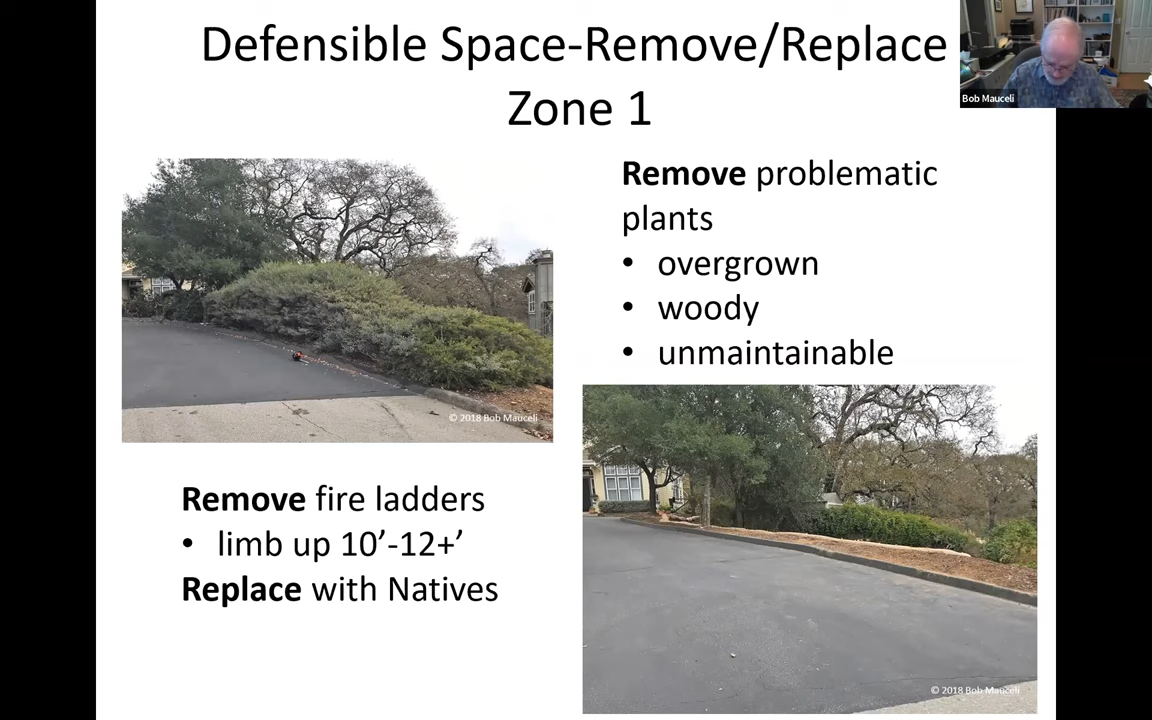 Defensible Space-Remove/Replace
Zone 1
Bob Mauceli
Remove problematic
plants
• overgrown
• woody
• unmaintainable
© 2018 Bob Mauceli
Remove fire ladders
• limb up 10’-12+’
Replace with Natives
© 2018 Bob Mauceli